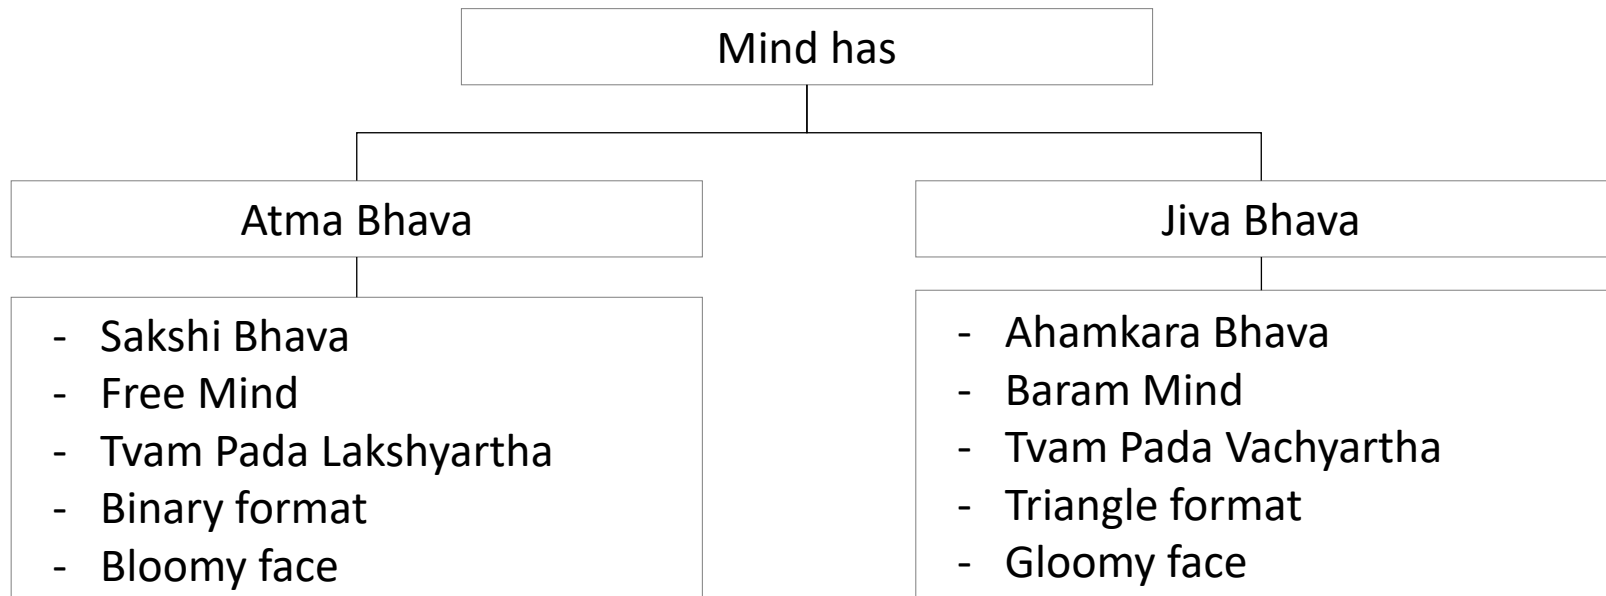 Mind has
Atma Bhava
- Sakshi Bhava
- Free Mind
- Tvam Pada Lakshyartha
- Binary format
- Bloomy face
Jiva Bhava
- Ahamkara Bhava
- Baram Mind
- Tvam Pada Vachyartha
- Triangle format
- Gloomy face